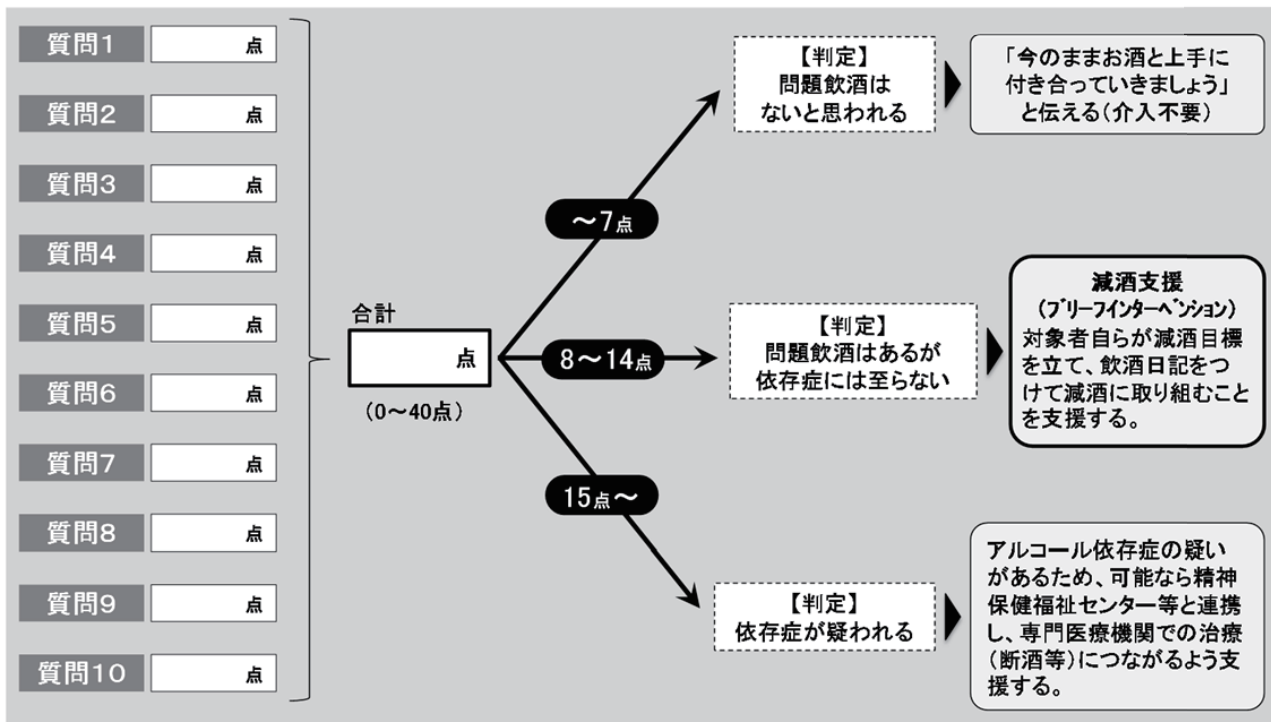 質問1 点
質問2 点
質問3 点
質問4 点
質問5 点
質問6 点
質問7 点
質問8 点
質問9 点
質問10 点
合計
点
(0～40点)
～7点
【判定】
問題飲酒は
ないと思われる
「今のままお酒と上手に
付き合っていきましょう」
と伝える(介入不要)
8～14点
【判定】
問題飲酒はあるが
依存症には至らない
減酒支援
(ブリーフインターベンション)
対象者自らが減酒目標
を立て、飲酒日記をつ
けて減酒に取り組むこと
を支援する。
15点～
【判定】
依存症が疑われる
アルコール依存症の疑い
があるため、可能なら精神
保健福祉センター等と連携
し、専門医療機関での治療
(断酒等)につながるよう支
援する。